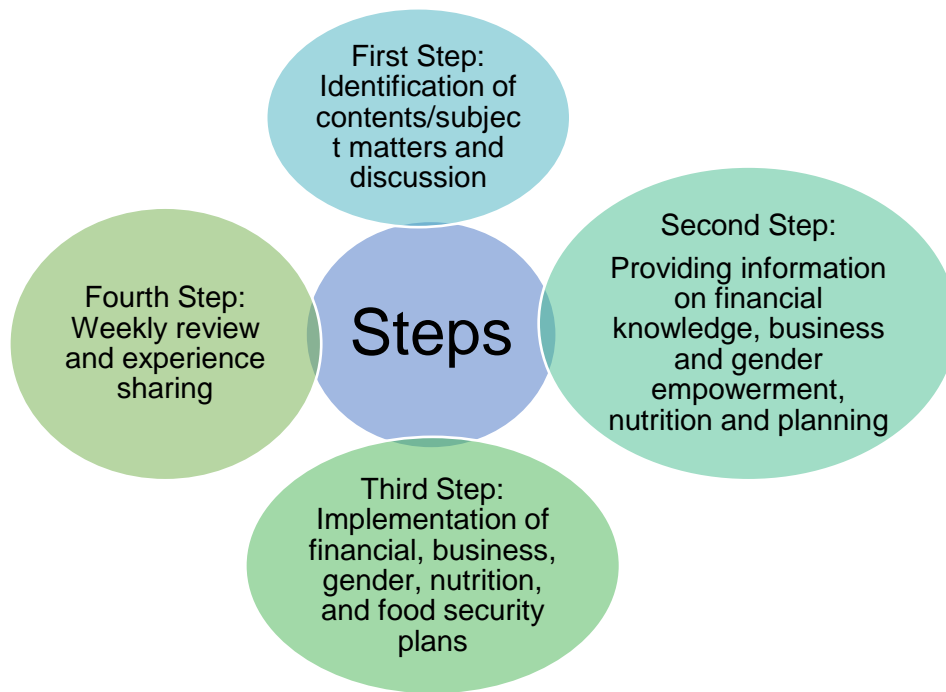 First Step:
Identification of
contents/subjec
t matters and
discussion
Second Step:
Providing information
on financial
knowledge, business
and gender
empowerment,
nutrition and planning
Steps
Fourth Step:
Weekly review
and experience
sharing
Third Step:
Implementation of
financial, business,
gender, nutrition,
and food security
plans